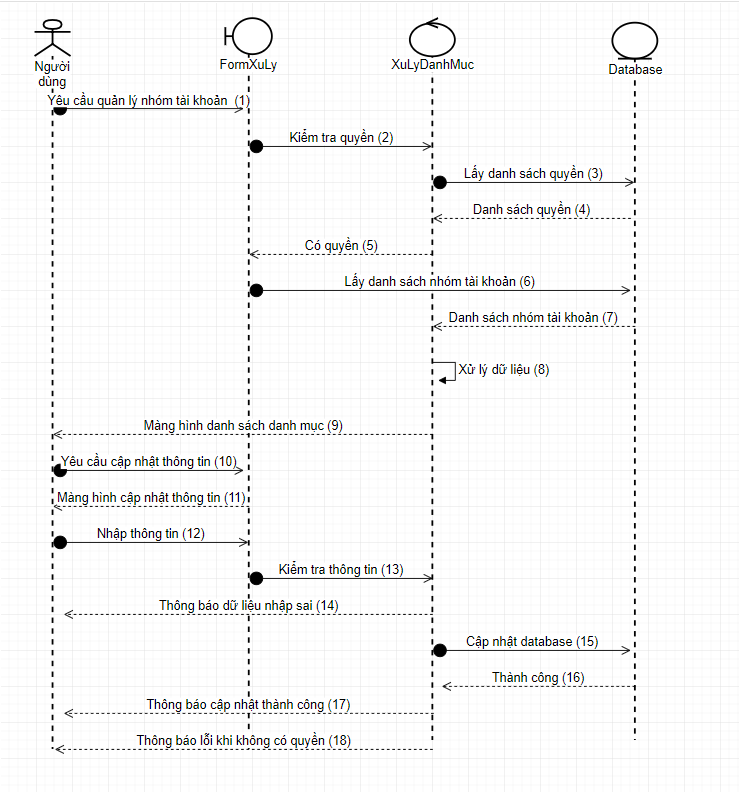 Người
dùng
FormXuLy
XuLyDanhMuc
Database
Yêu cầu quản lý nhóm tài khoản (1)
Kiểm tra quyền (2)
Lấy danh sách quyền (3)
Danh sách quyền (4)
Có quyền (5)
Lấy danh sách nhóm tài khoản (6)
Danh sách nhóm tài khoản (7)
Xử lý dữ liệu (8)
Màng hình danh sách danh mục (9)
Yêu cầu cập nhật thông tin (10)
Màng hình cập nhật thông tin (11)
Nhập thông tin (12)
Kiểm tra thông tin (13)
Thông báo dữ liệu nhập sai (14)
Cập nhật database (15)
Thành công (16)
Thông báo cập nhật thành công (17)
Thông báo lỗi khi không có quyền (18)